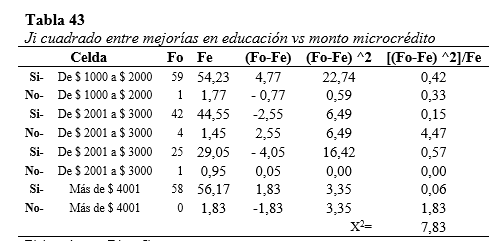 Tabla 43
Ji cuadrado entre mejorías en educación vs monto microcrédito
Celda Fo Fe (Fo-Fe) (Fo-Fe) ^2 [(Fo-Fe) ^2]/Fe
Si- De $ 1000 a $ 2000 59 54,23 4,77 22,74 0,42
No- De $ 1000 a $ 2000 1 1,77 - 0,77 0,59 0,33
Si- De $ 2001 a $ 3000 42 44,55 -2,55 6,49 0,15
No- De $ 2001 a $ 3000 4 1,45 2,55 6,49 4,47
Si- De $ 2001 a $ 3000 25 29,05 - 4,05 16,42 0,57
No- De $ 2001 a $ 3000 1 0,95 0,05 0,00 0,00
Si- Más de $ 4001 58 56,17 1,83 3,35 0,06
No- Más de $ 4001 0 1,83 -1,83 3,35 1,83
X2= 7,83